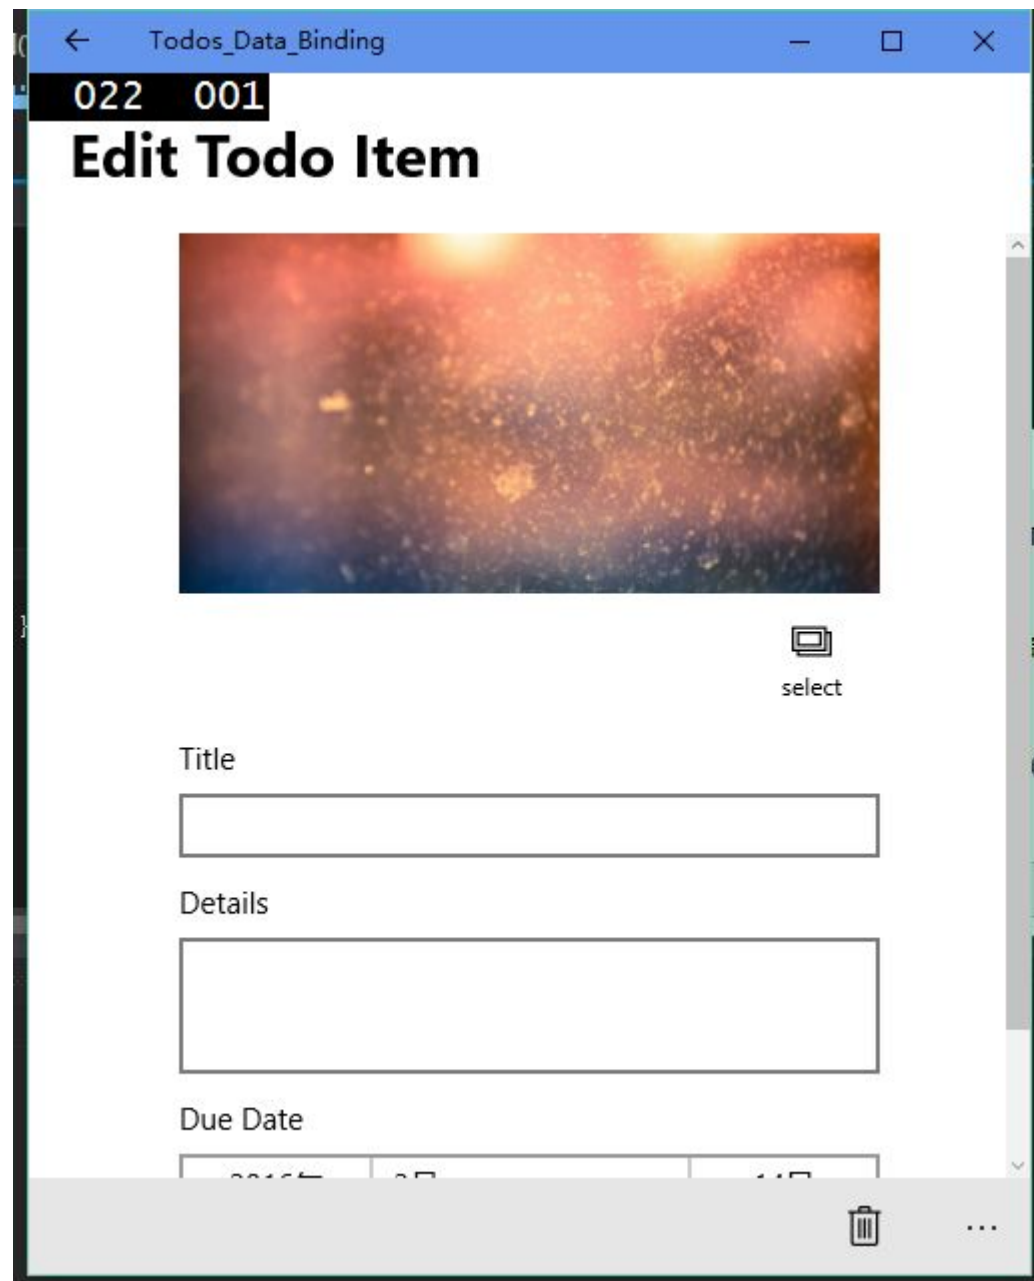 Todos_Data_Binding
022 001
Edit Todo Item
select
Title
Details
Due Date